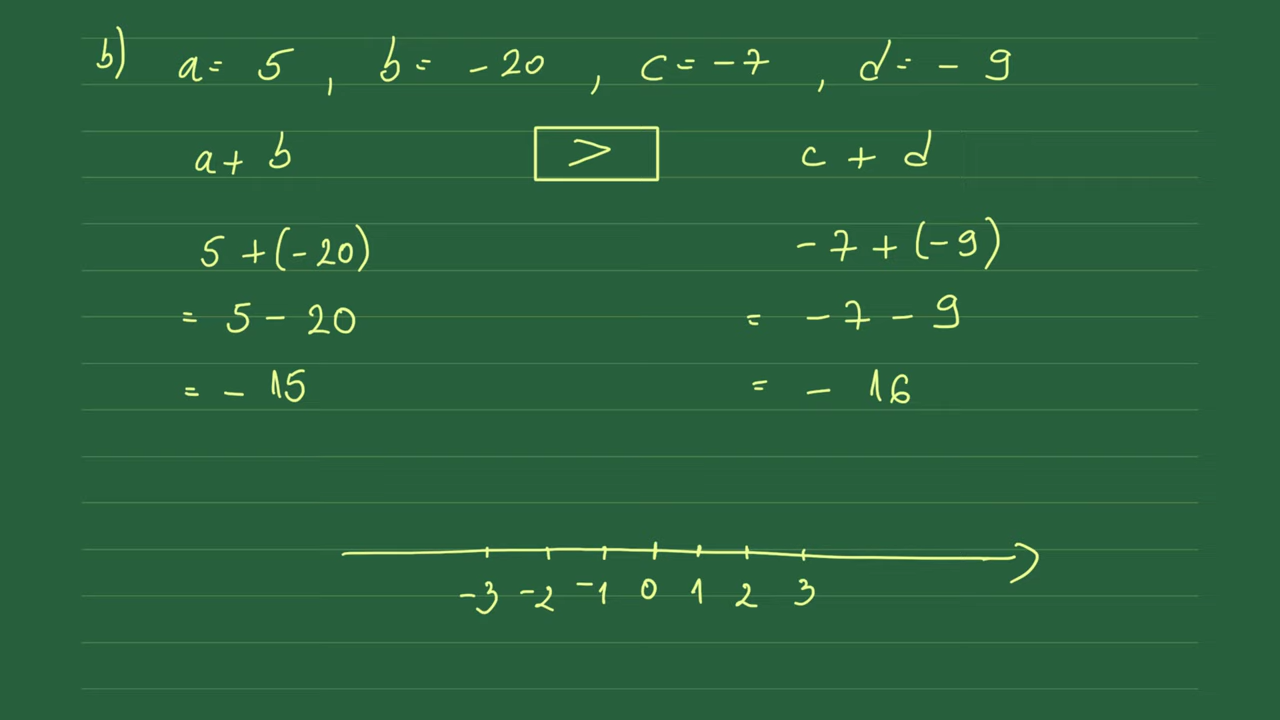 b) a = 5 , b = -20 , c = -7 , d = -9
a + b > c + d
5 + (-20) -7 + (-9)
= 5 - 20 = -7 - 9
= -15 = -16
-3 -2 -1 0 1 2 3